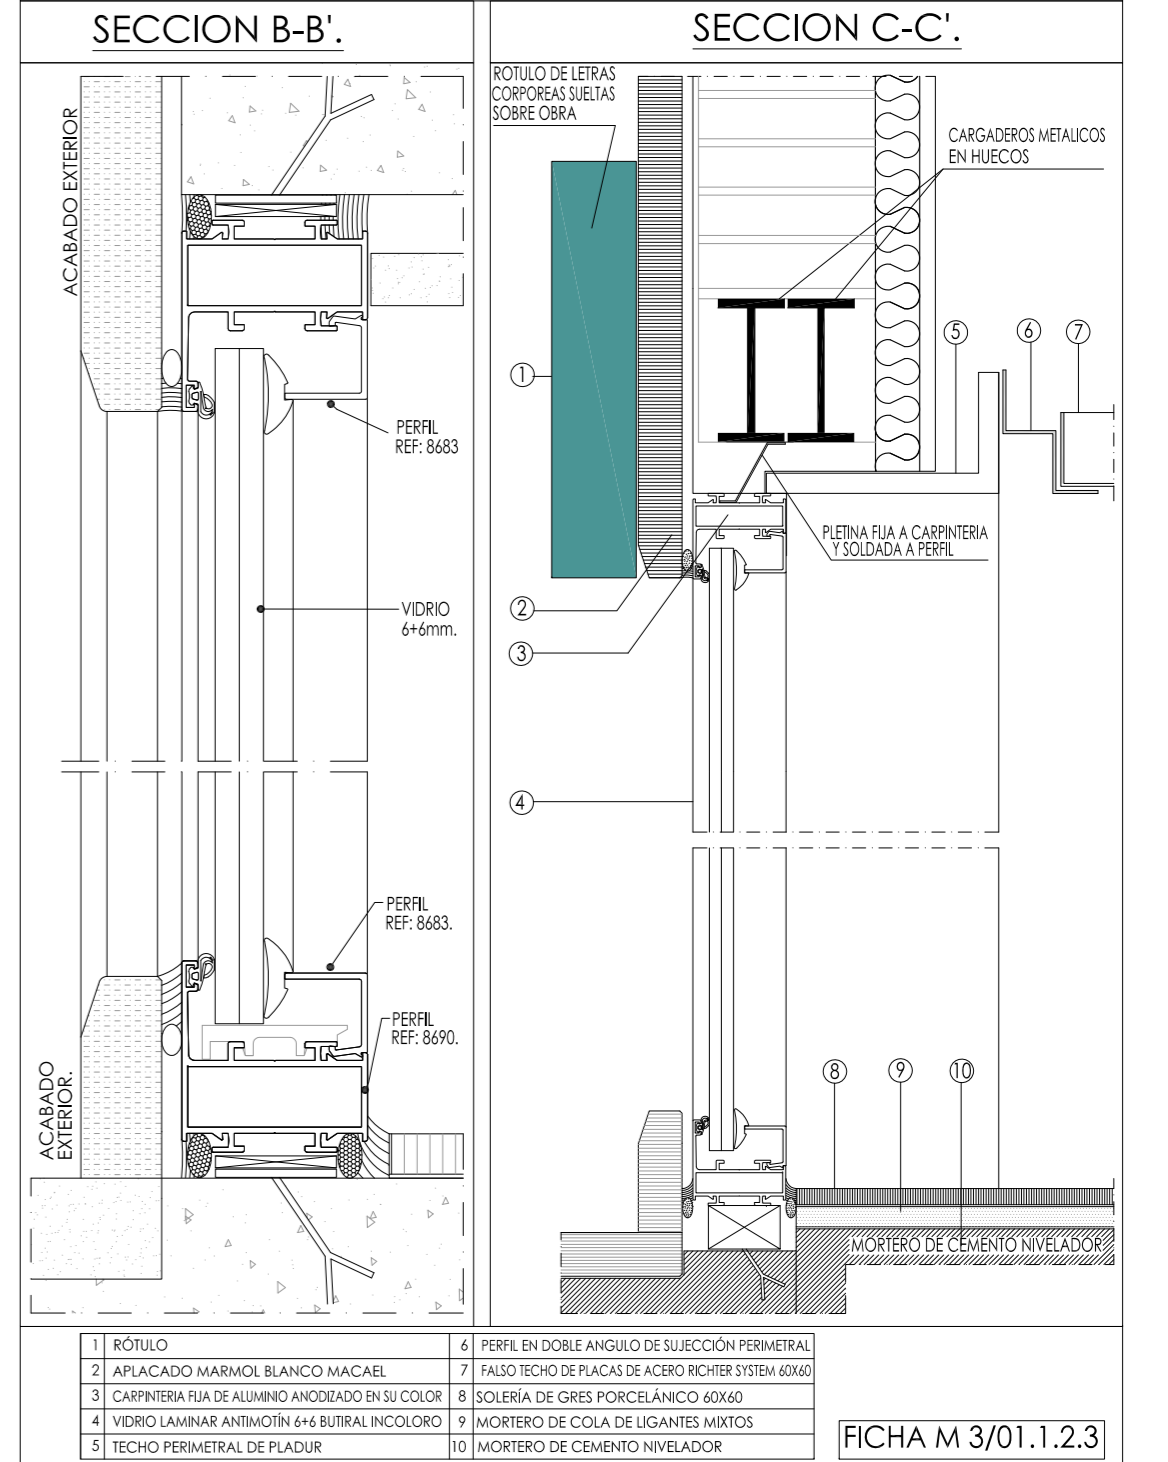 SECCION B-B'.
SECCION C-C'.
ACABADO EXTERIOR
PERFIL
REF: 8683
VIDRIO
6+6mm.
PERFIL
REF: 8683.
PERFIL
REF: 8690.
ACABADO
EXTERIOR.
ROTULO DE LETRAS
CORPOREAS SUELTAS
SOBRE OBRA
CARGADEROS METALICOS
EN HUECOS
5
6
7
1
PLETINA FIJA A CARPINTERIA
Y SOLDADA A PERFIL
2
3
4
8
9
10
MORTERO DE CEMENTO NIVELADOR
1 RÓTULO
2 APLACADO MARMOL BLANCO MACAEL
3 CARPINTERIA FIJA DE ALUMINIO ANODIZADO EN SU COLOR
4 VIDRIO LAMINAR ANTIMOTÍN 6+6 BUTIRAL INCOLORO
5 TECHO PERIMETRAL DE PLADUR
6 PERFIL EN DOBLE ANGULO DE SUJECCIÓN PERIMETRAL
7 FALSO TECHO DE PLACAS DE ACERO RICHTER SYSTEM 60X60
8 SOLERÍA DE GRES PORCELÁNICO 60X60
9 MORTERO DE COLA DE LIGANTES MIXTOS
10 MORTERO DE CEMENTO NIVELADOR
FICHA M 3/01.1.2.3